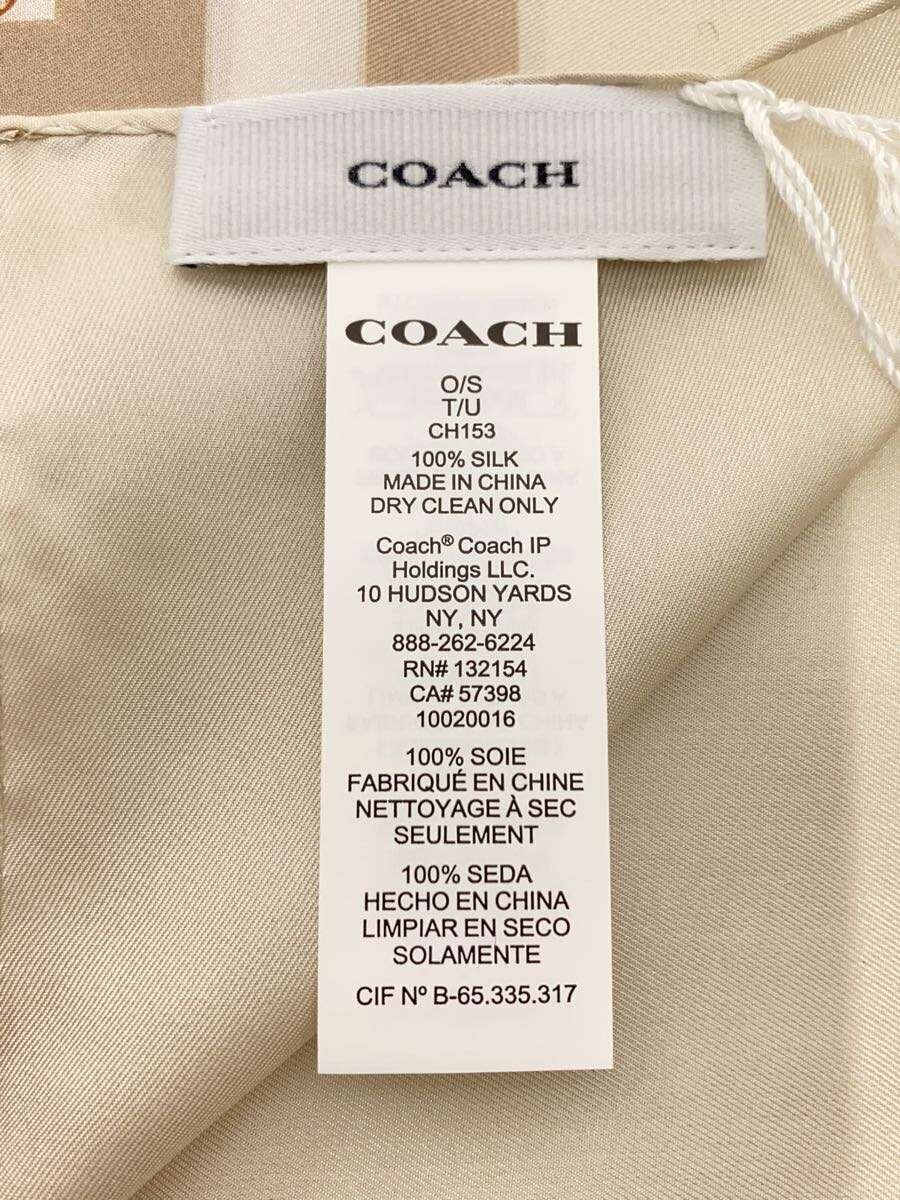 COACH
COACH
O/S
T/U
CH153
100% SILK
MADE IN CHINA
DRY CLEAN ONLY
Coach® Coach IP
Holdings LLC.
10 HUDSON YARDS
NY, NY
888-262-6224
RN# 132154
CA# 57398
10020016
100% SOIE
FABRIQUÉ EN CHINE
NETTOYAGE À SEC
SEULEMENT
100% SEDA
HECHO EN CHINA
LIMPIAR EN SECO
SOLAMENTE
CIF Nº B-65.335.317